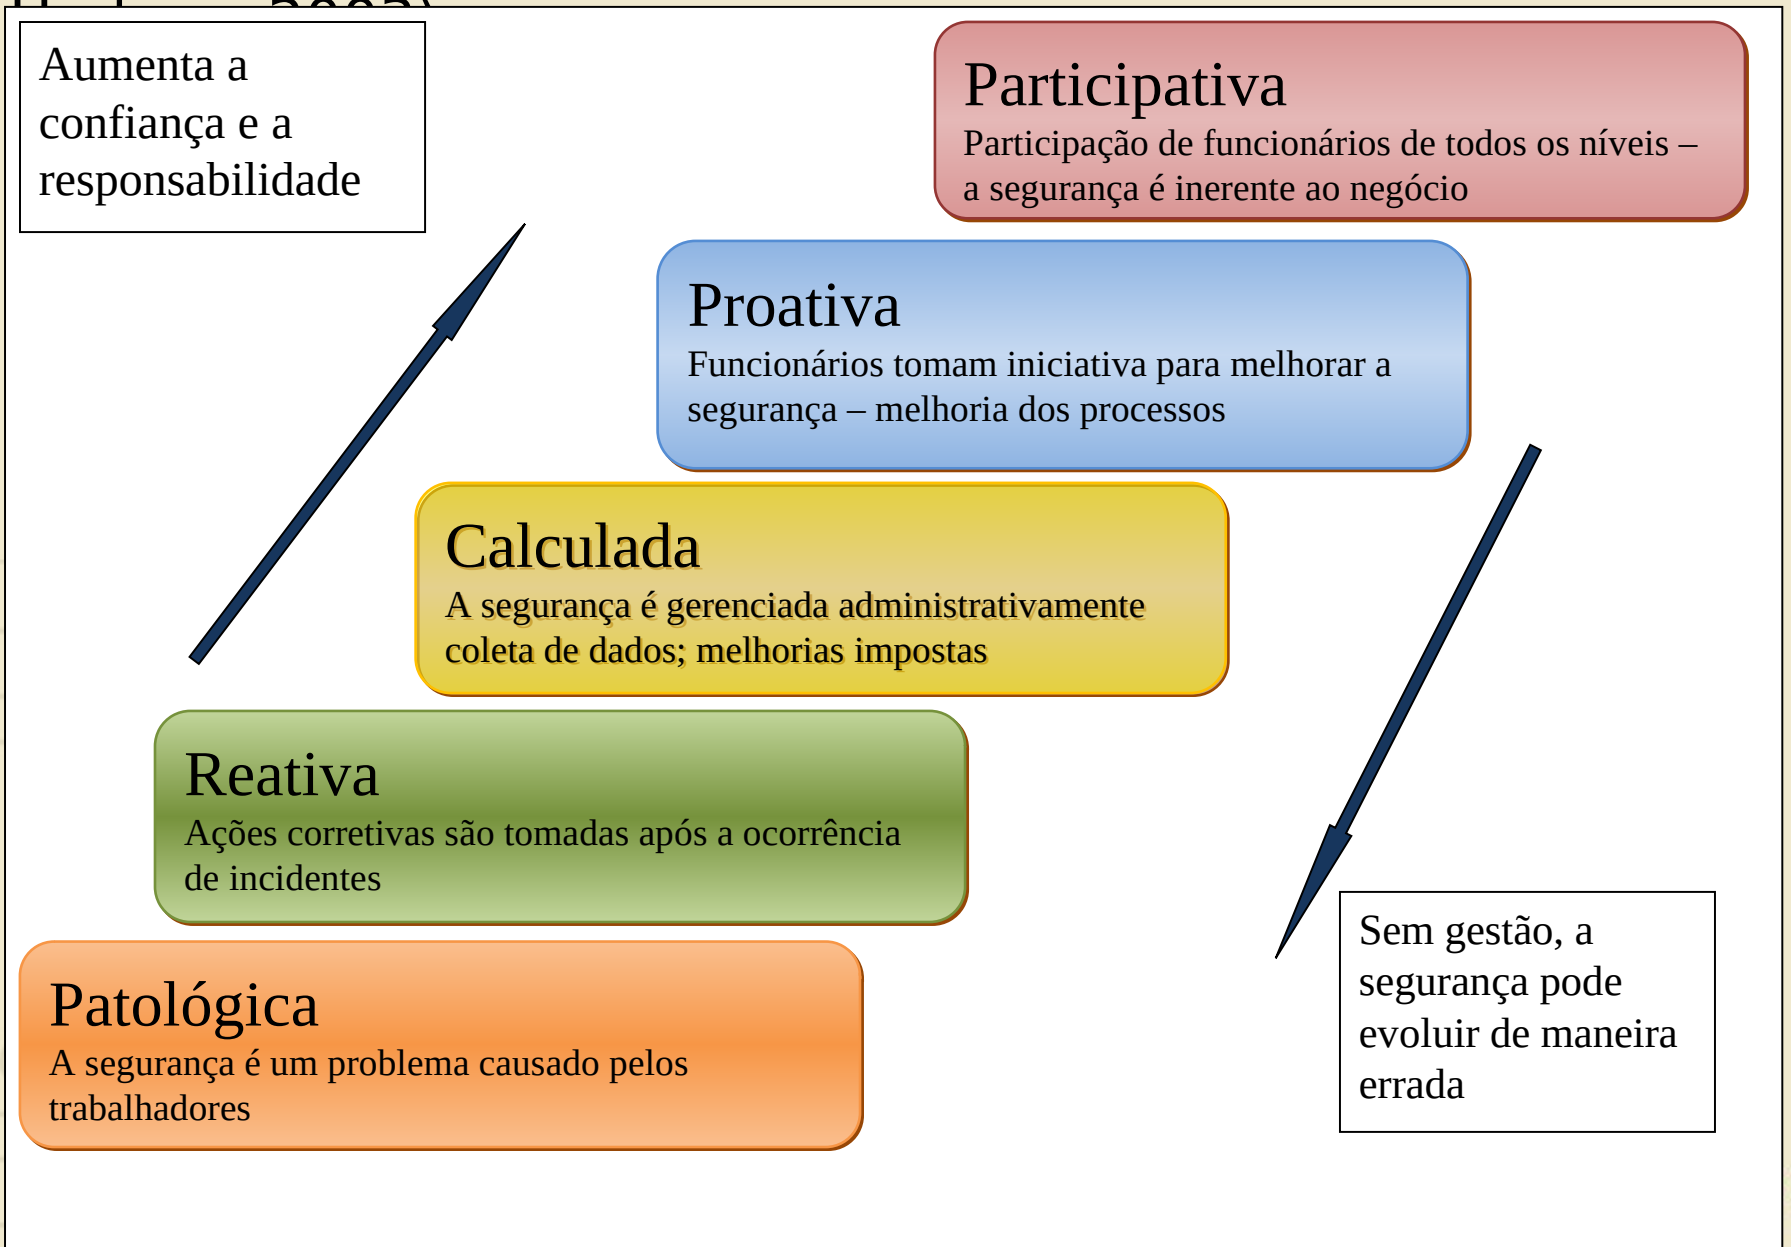 2003)
Aumenta a
confiança e a
responsabilidade
Participativa
Participação de funcionários de todos os níveis –
a segurança é inerente ao negócio
Proativa
Funcionários tomam iniciativa para melhorar a
segurança – melhoria dos processos
Calculada
A segurança é gerenciada administrativamente
coleta de dados; melhorias impostas
Reativa
Ações corretivas são tomadas após a ocorrência
de incidentes
Patológica
A segurança é um problema causado pelos
trabalhadores
Sem gestão, a
segurança pode
evoluir de maneira
errada